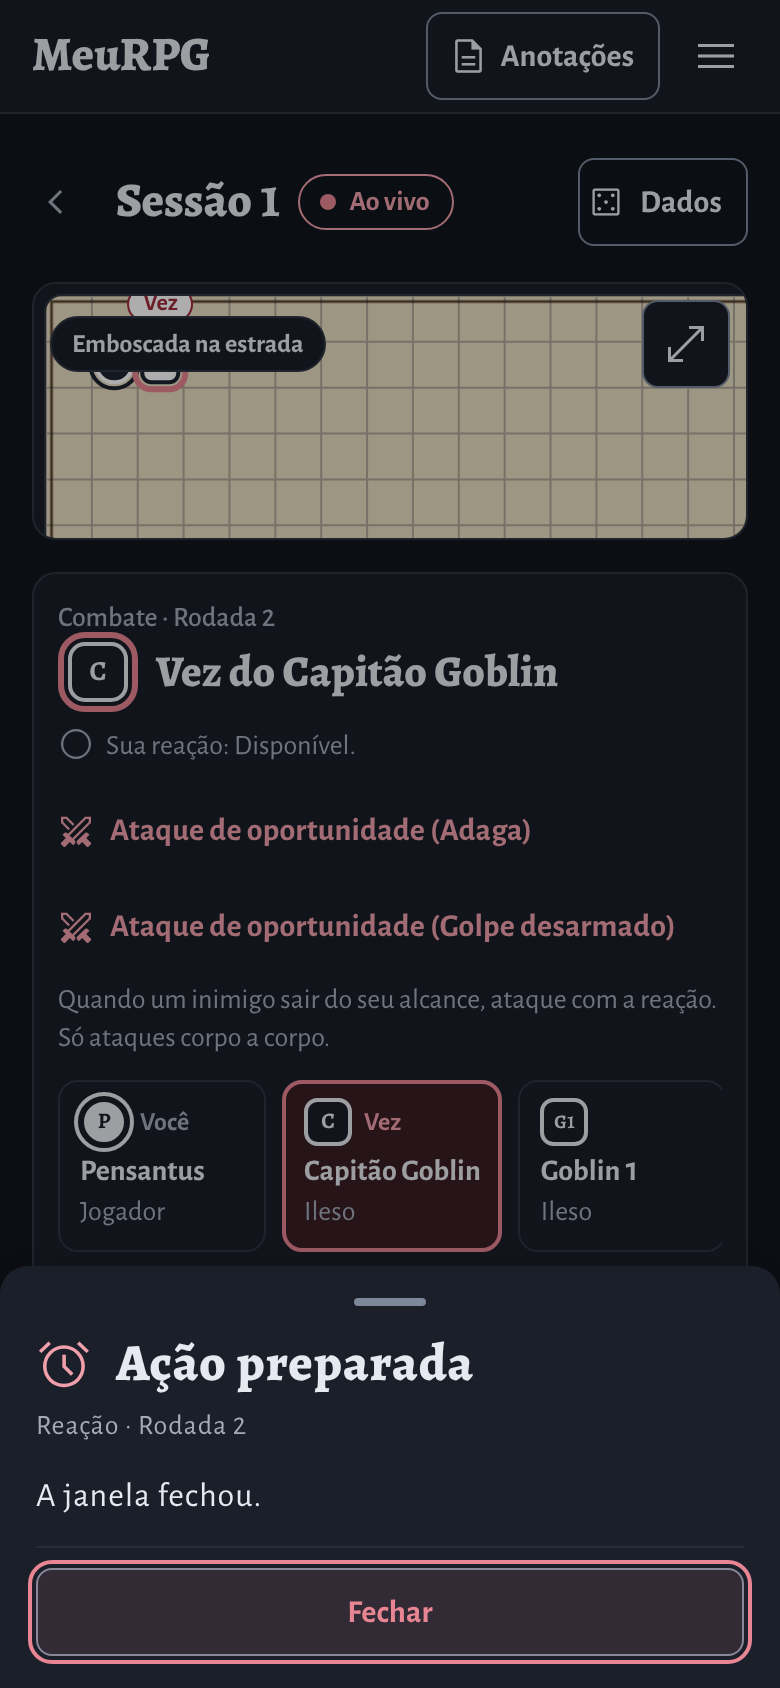 MeuRPG
Anotações
Sessão 1
Ao vivo
Dados
Vez
Emboscada na estrada
Combate · Rodada 2
C
Vez do Capitão Goblin
Sua reação: Disponível.
Ataque de oportunidade (Adaga)
Ataque de oportunidade (Golpe desarmado)
Quando um inimigo sair do seu alcance, ataque com a reação.
Só ataques corpo a corpo.
P Você
Pensantus
Jogador
C Vez
Capitão Goblin
Ileso
G1
Goblin 1
Ileso
Ação preparada
Reação · Rodada 2
A janela fechou.
Fechar